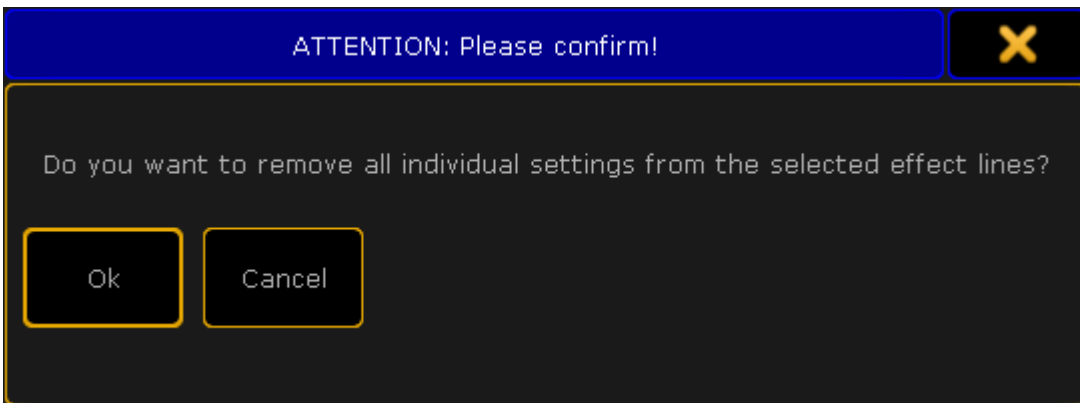 ATTENTION: Please confirm!
Do you want to remove all individual settings from the selected effect lines?
Ok
Cancel